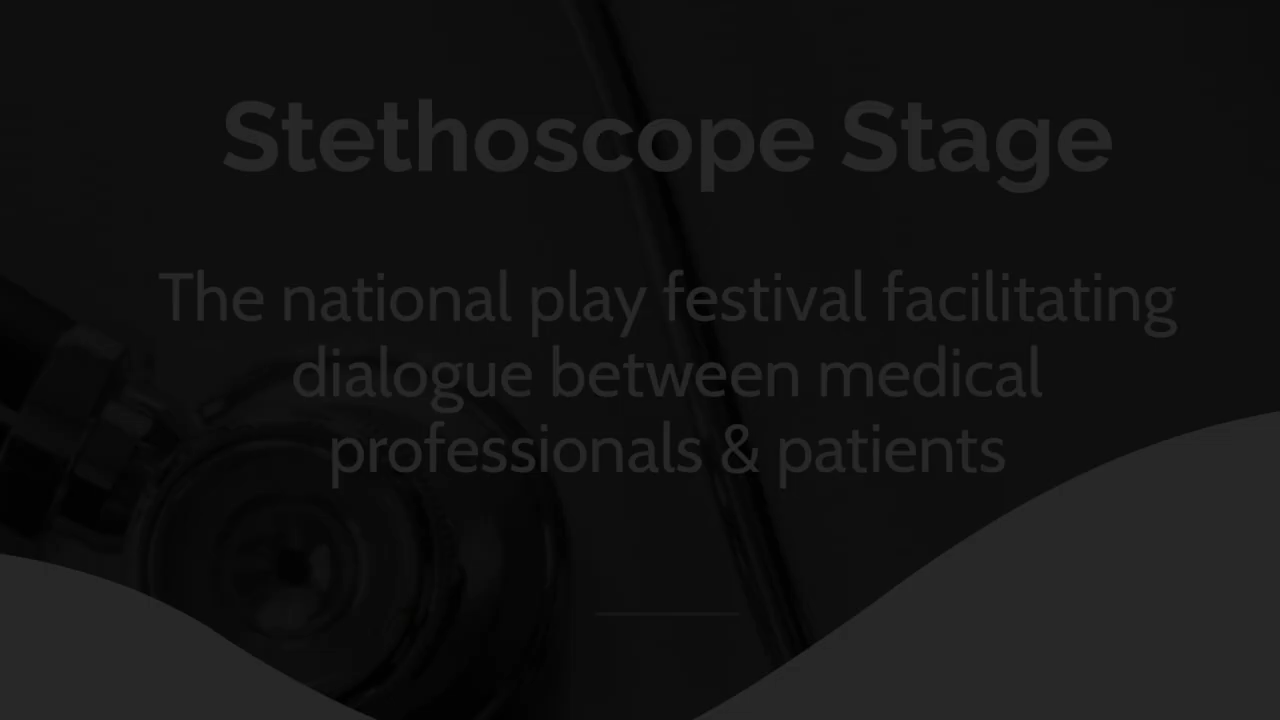 Stethoscope Stage
The national play festival facilitating
dialogue between medical
professionals & patients